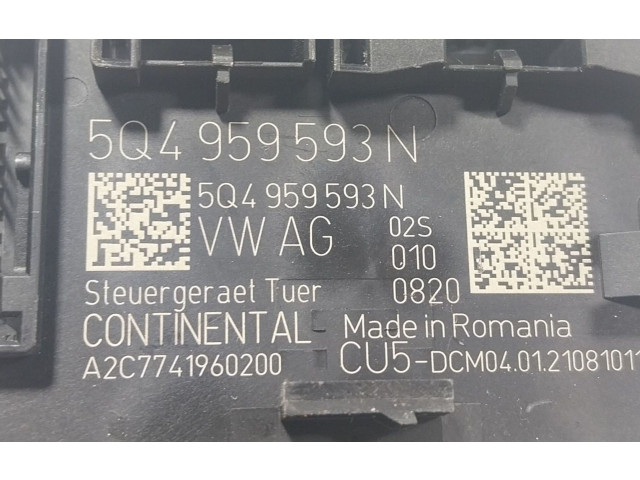 5Q4 959 593 N
5Q4 959 593 N
VW AG
02S
010
0820
Steuergeraet Tuer
CONTINENTAL
Made in Romania
A2C7741960200
CU5-DCM04.01.21081011